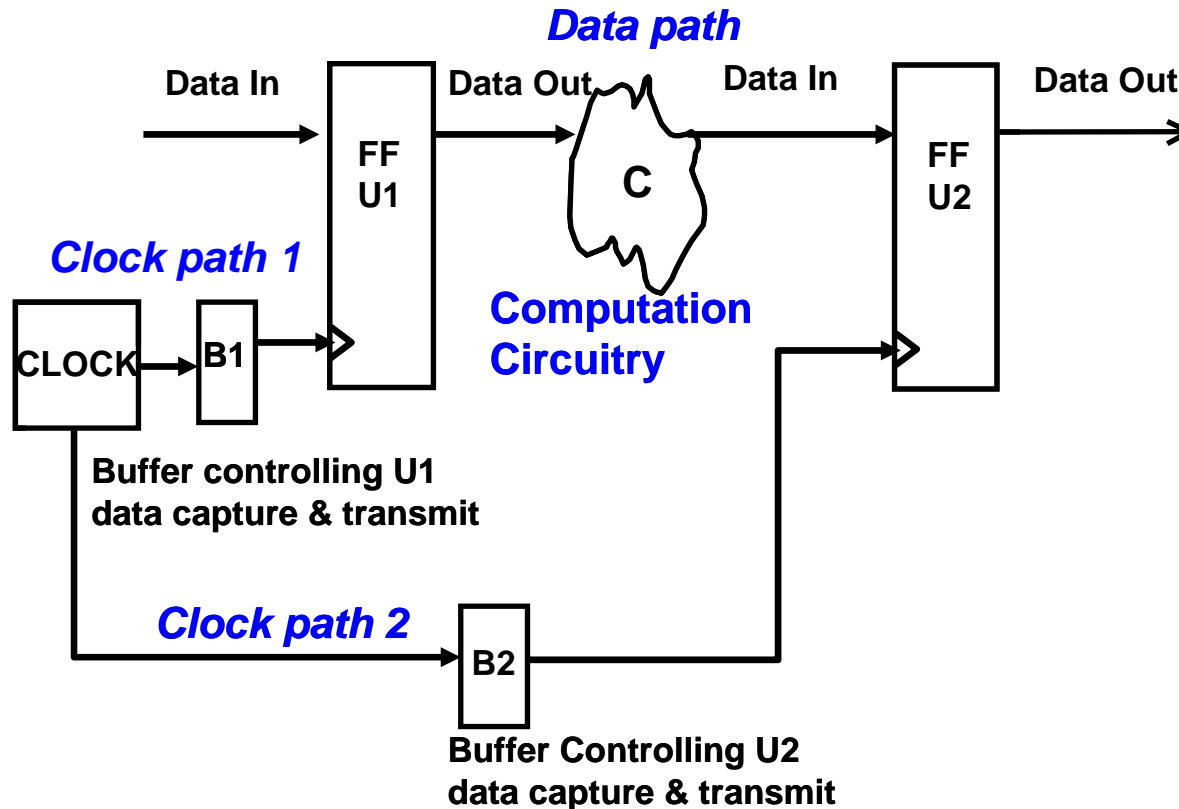 Data path
Data In
Data Out
Data In
Data Out
FF
U1
C
FF
U2
Clock path 1
Computation
Circuitry
CLOCK
B1
Buffer controlling U1
data capture & transmit
Clock path 2
B2
Buffer Controlling U2
data capture & transmit